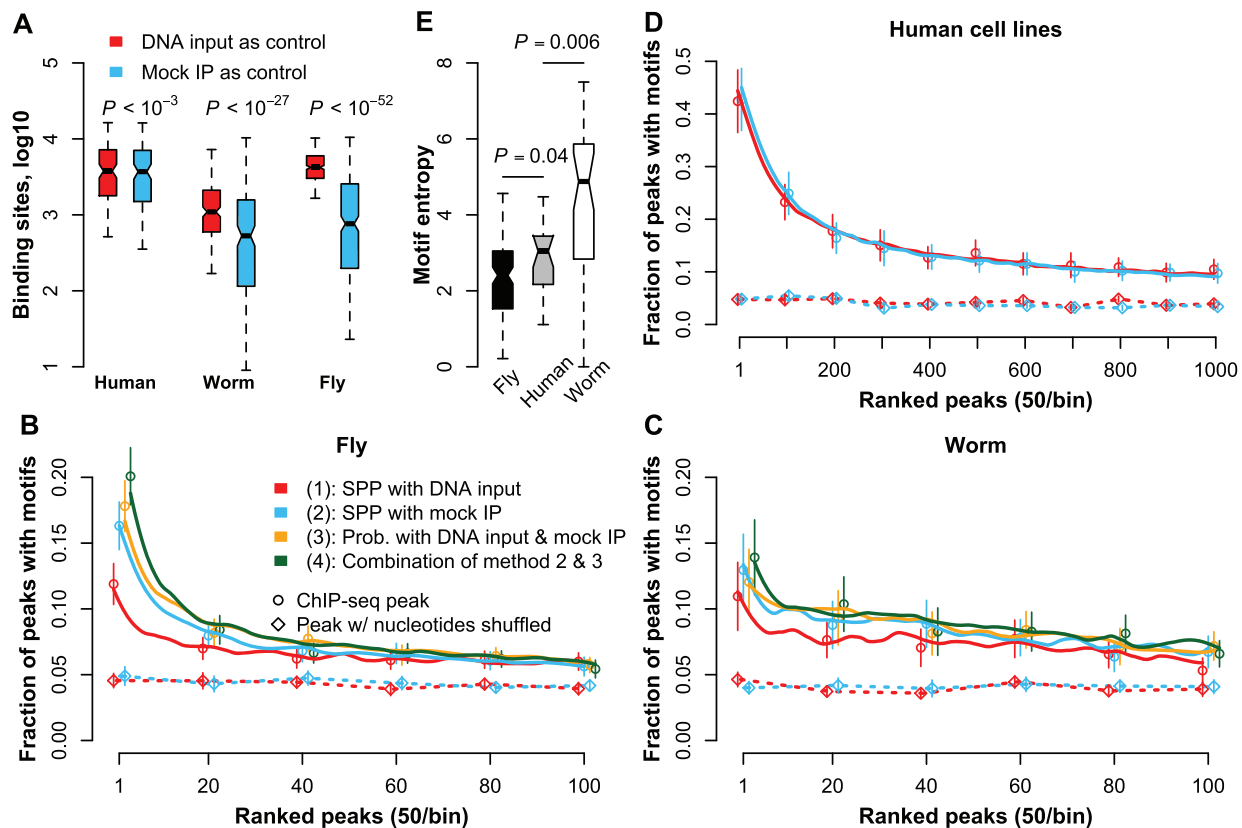 A
DNA input as control
Mock IP as control
P < 10⁻³
P < 10⁻²⁷
P < 10⁻⁵²
Binding sites, log10
5
4
3
2
1
Human
Worm
Fly
E
P = 0.006
P = 0.04
Motif entropy
8
6
4
2
0
Fly
Human
Worm
D
Human cell lines
Fraction of peaks with motifs
0.5
0.4
0.3
0.2
0.1
0.0
1
200
400
600
800
1000
Ranked peaks (50/bin)
B
Fly
(1): SPP with DNA input
(2): SPP with mock IP
(3): Prob. with DNA input & mock IP
(4): Combination of method 2 & 3
ChIP-seq peak
Peak w/ nucleotides shuffled
Fraction of peaks with motifs
0.20
0.15
0.10
0.05
0.00
1
20
40
60
80
100
Ranked peaks (50/bin)
C
Worm
Fraction of peaks with motifs
0.20
0.15
0.10
0.05
0.00
1
20
40
60
80
100
Ranked peaks (50/bin)